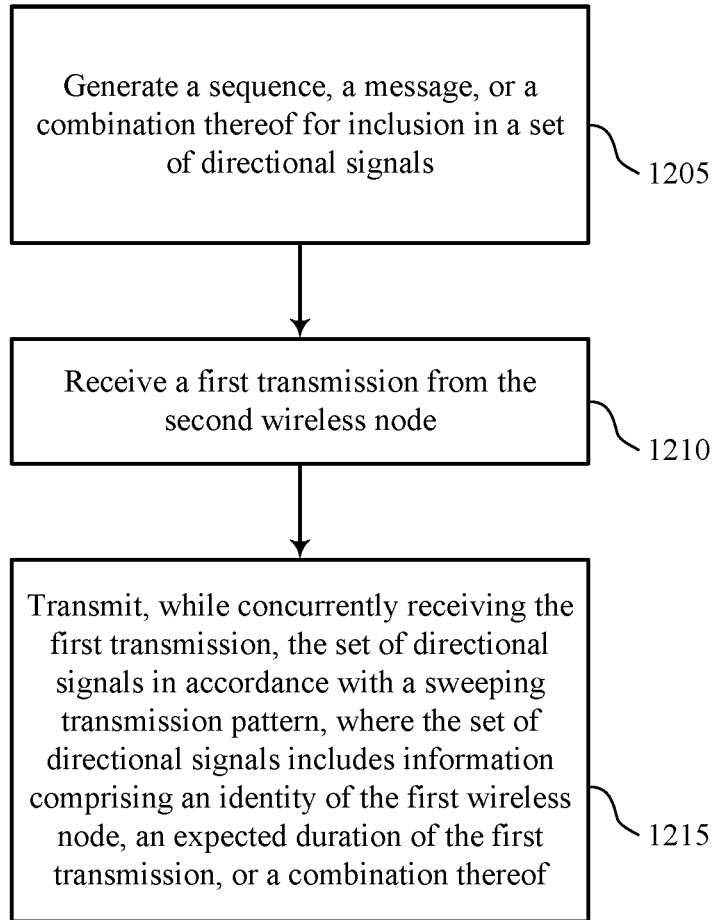 Generate a sequence, a message, or a
combination thereof for inclusion in a set
of directional signals
1205
Receive a first transmission from the
second wireless node
1210
Transmit, while concurrently receiving the
first transmission, the set of directional
signals in accordance with a sweeping
transmission pattern, where the set of
directional signals includes information
comprising an identity of the first wireless
node, an expected duration of the first
transmission, or a combination thereof
1215